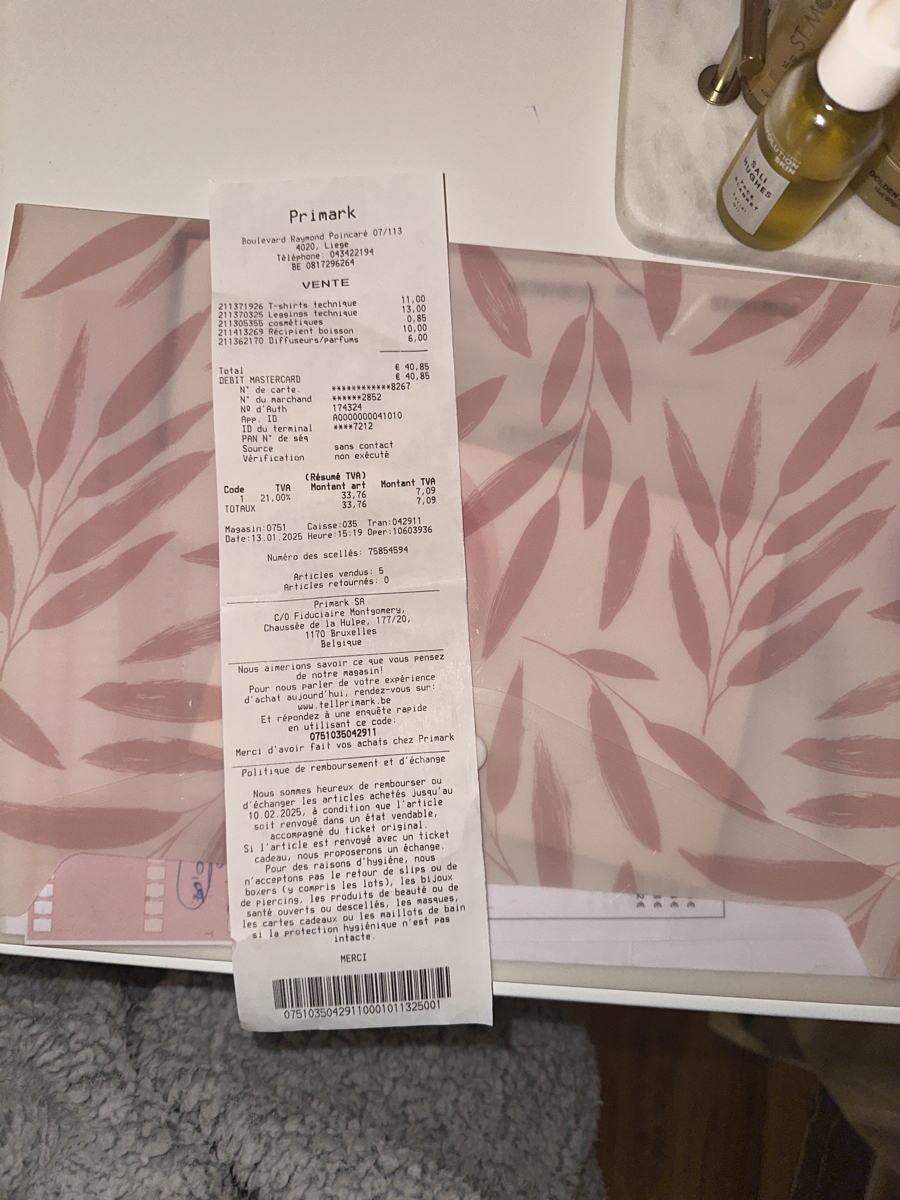 Primark
Boulevard Raymond Poincaré 07/113
4020, Liege
Téléphone: 043422194
BE 0817296264
VENTE
211371926 T-shirts technique 11,00
211370325 Leggings technique 13,00
211305355 cosmétiques 0,85
211413269 Récipient boisson 10,00
211362170 Diffuseurs/parfums 6,00
Total € 40,85
DEBIT MASTERCARD € 40,85
N° de carte. ************8267
N° du marchand ******2852
Nº d'Auth 174324
App. ID A0000000041010
ID du terminal ****7212
PAN N° de séq
Source sans contact
Vérification non exécuté
(Résumé TVA)
Code TVA Montant art Montant TVA
1 21,00% 33,76 7,09
TOTAUX 33,76 7,09
Magasin:0751 Caisse:035 Tran:042911
Date:13.01.2025 Heure:15:19 Oper:10603936
Numéro des scellés: 75854594
Articles vendus: 5
Articles retournés: 0
Primark SA
C/O Fiduciaire Montgomery,
Chaussée de la Hulpe, 177/20,
1170 Bruxelles
Belgique
Nous aimerions savoir ce que vous pensez
de notre magasin!
Pour nous parler de votre expérience
d'achat aujourd'hui, rendez-vous sur:
www.tellprimark.be
Et répondez à une enquête rapide
en utilisant ce code:
0751035042911
Merci d'avoir fait vos achats chez Primark
Politique de remboursement et d'échange
Nous sommes heureux de rembourser ou
d'échanger les articles achetés jusqu'au
10.02.2025, à condition que l'article
soit renvoyé dans un état vendable,
accompagné du ticket original.
Si l'article est renvoyé avec un ticket
cadeau, nous proposerons un échange.
Pour des raisons d'hygiène, nous
n'acceptons pas le retour de slips ou de
boxers (y compris les lots), les bijoux
de piercing, les produits de beauté ou de
santé ouverts ou descellés, les masques,
les cartes cadeaux ou les maillots de bain
si la protection hygiénique n'est pas
intacte.
MERCI
07510350429110001011325001
SALI
HUGHES